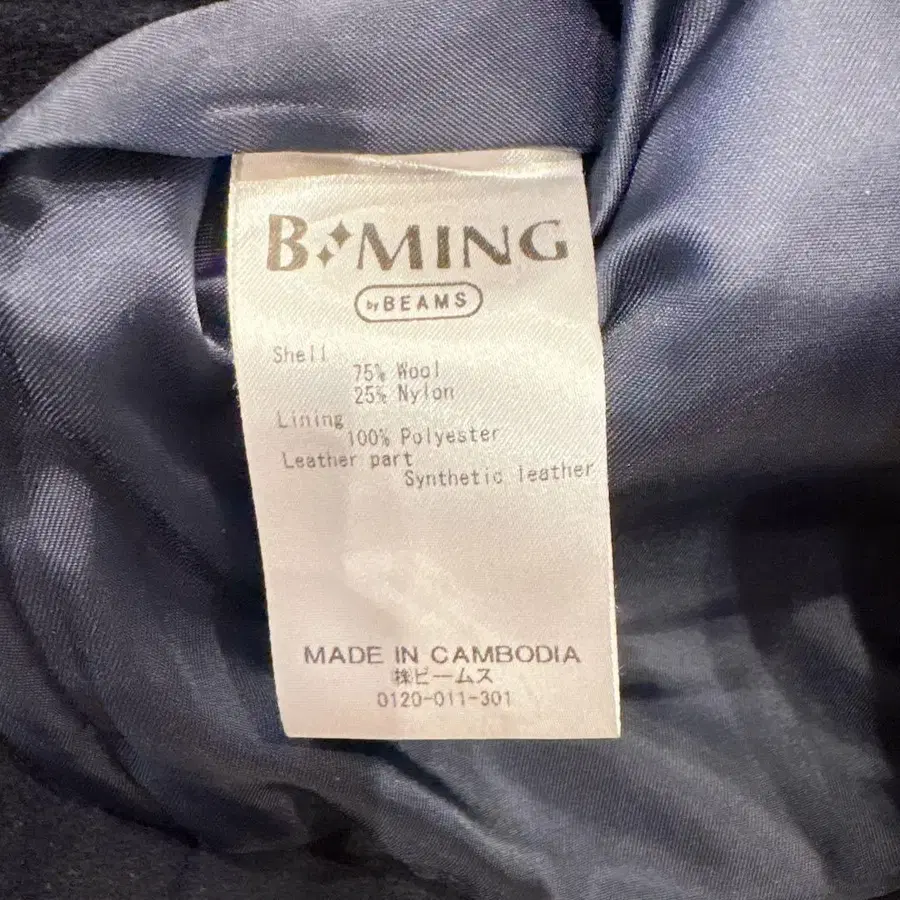 B:MING
by BEAMS
Shell
75% Wool
25% Nylon
Lining
100% Polyester
Leather part
Synthetic leather
MADE IN CAMBODIA
㈱ビームス
0120-011-301